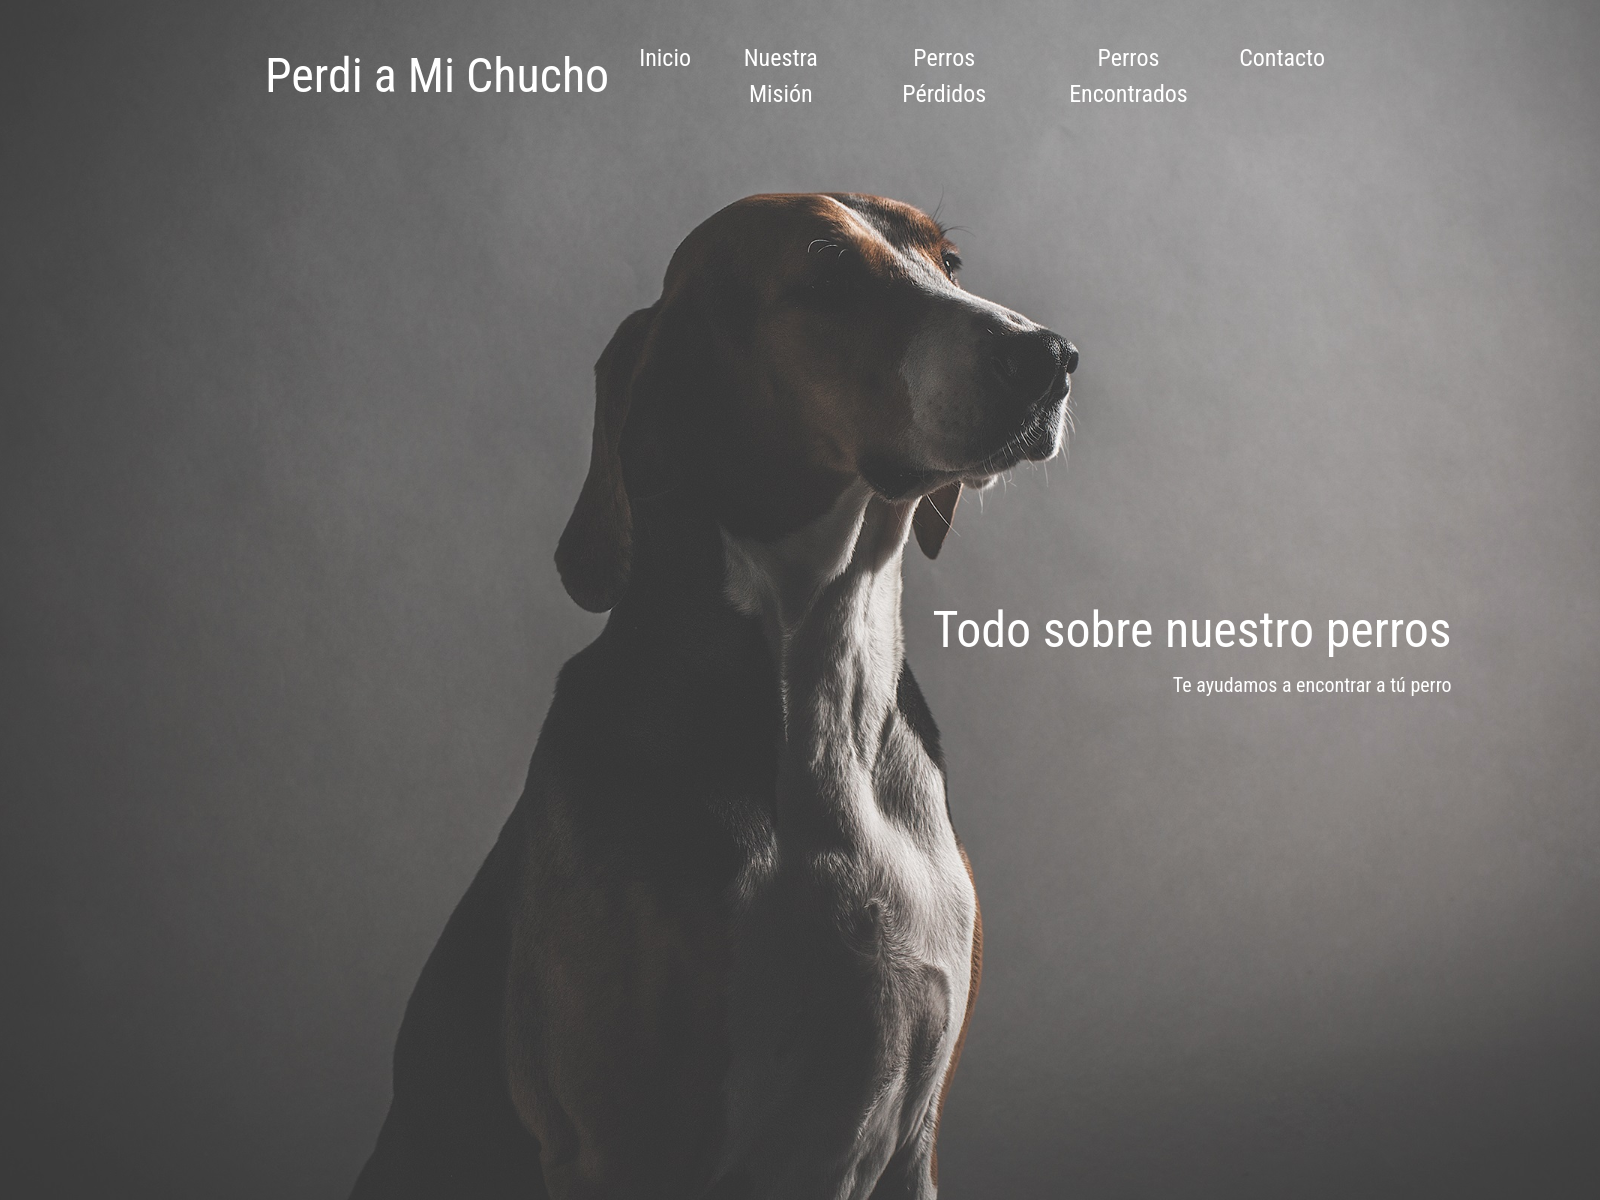 Perdi a Mi Chucho
Inicio
Nuestra
Misión
Perros
Pérdidos
Perros
Encontrados
Contacto
Todo sobre nuestro perros
Te ayudamos a encontrar a tú perro